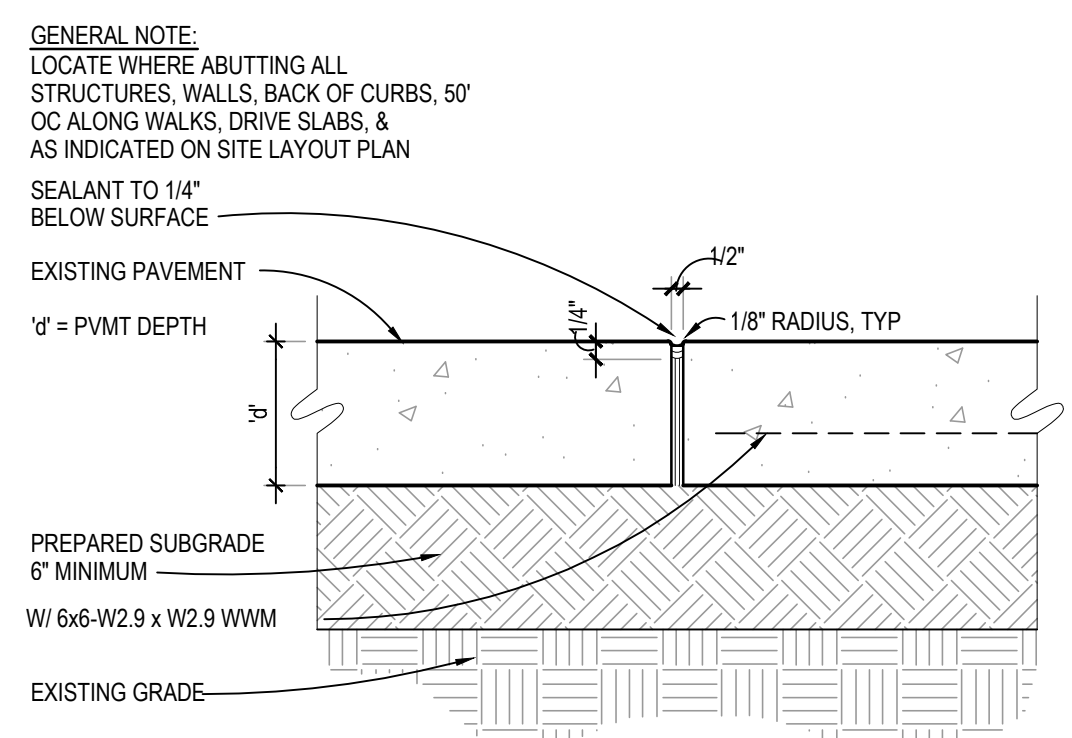 GENERAL NOTE:
LOCATE WHERE ABUTTING ALL
STRUCTURES, WALLS, BACK OF CURBS, 50'
OC ALONG WALKS, DRIVE SLABS, &
AS INDICATED ON SITE LAYOUT PLAN
SEALANT TO 1/4"
BELOW SURFACE
1/2"
EXISTING PAVEMENT
1/4"
'd' = PVMT DEPTH
1/8" RADIUS, TYP
'd'
PREPARED SUBGRADE
6" MINIMUM
W/ 6x6-W2.9 x W2.9 WWM
EXISTING GRADE